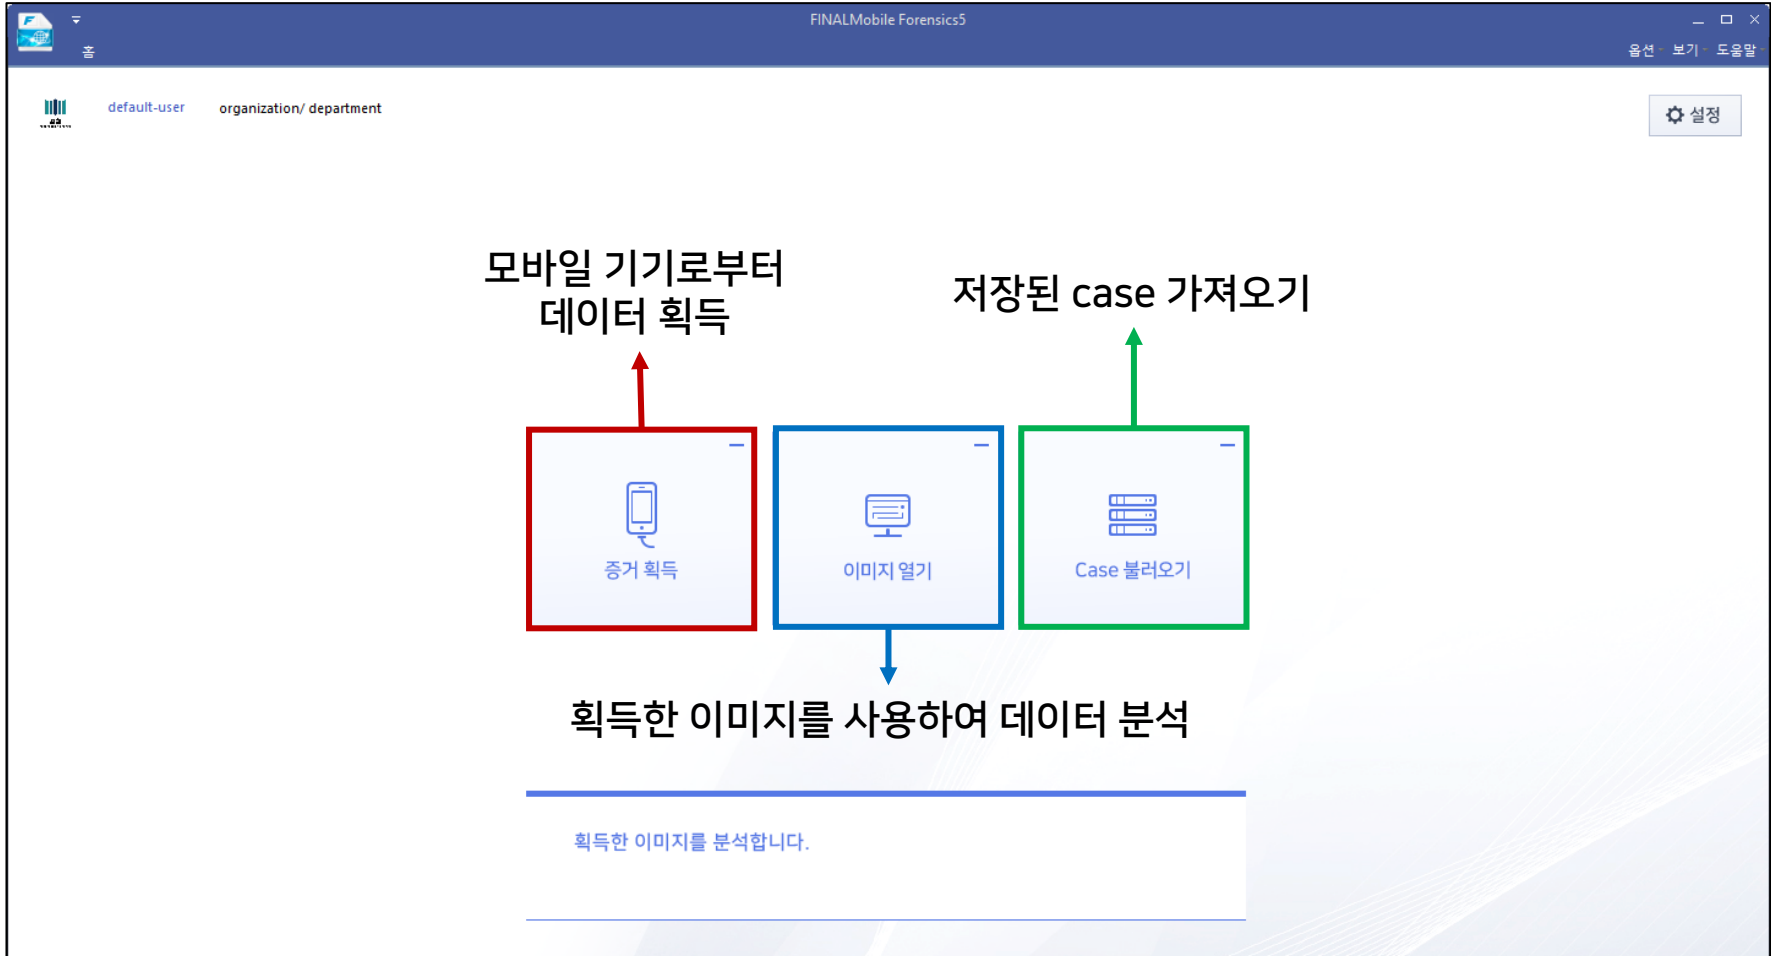 FINALMobile Forensics5
홈
옵션 보기 도움말
default-user organization/ department
설정
모바일 기기로부터
데이터 획득
저장된 case 가져오기
증거 획득
이미지 열기
Case 불러오기
획득한 이미지를 사용하여 데이터 분석
획득한 이미지를 분석합니다.